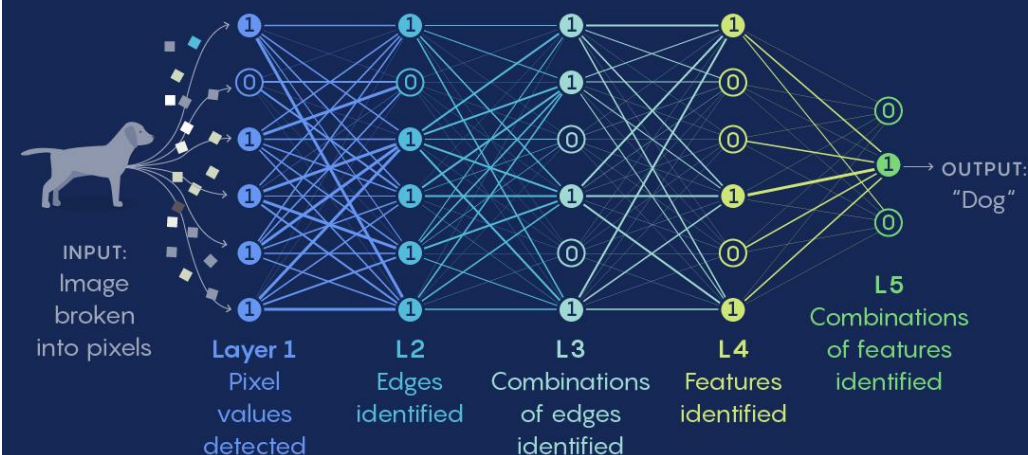 1 1 1 1
0 0 1 0
0
1 1 0 0
1
OUTPUT:
“Dog“
1 1 1 1
0
1 1 0 0
1 1 1 1
INPUT:
Image
broken
into pixels
Layer 1
Pixel
values
detected
L2
Edges
identified
L3
Combinations
of edges
identified
L4
Features
identified
L5
Combinations
of features
identified